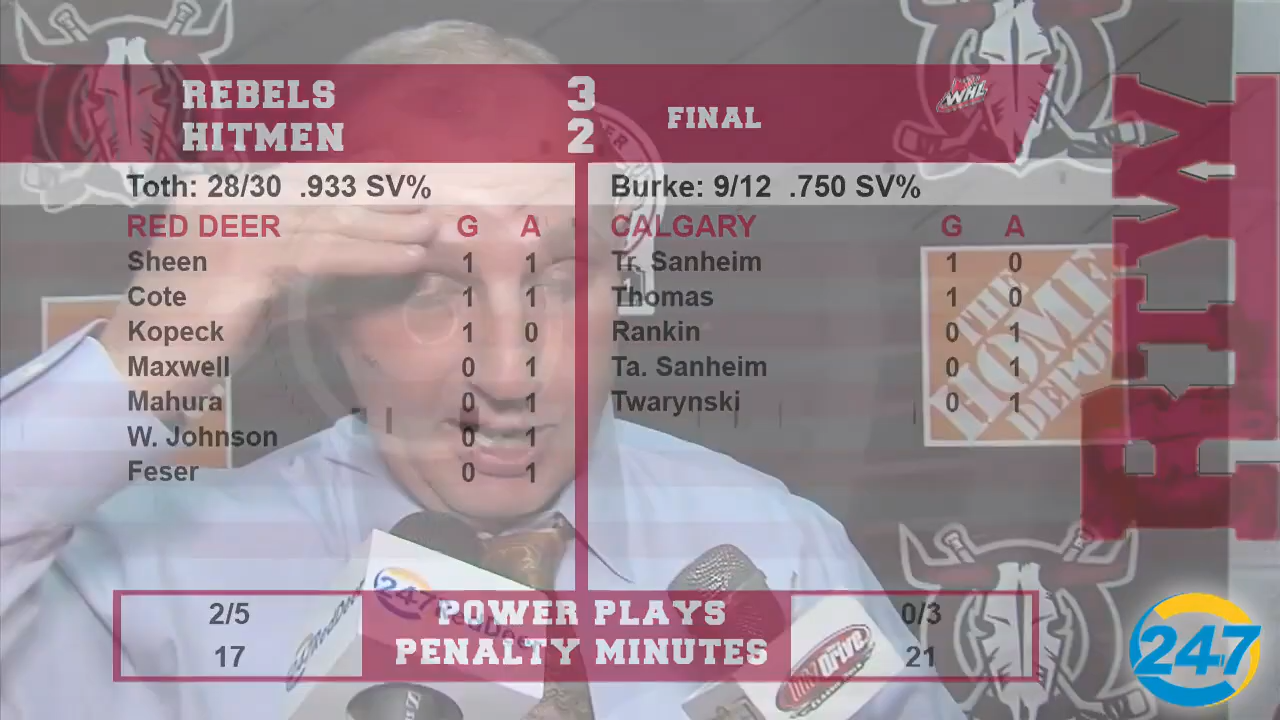 REBELS 3
HITMEN 2
FINAL
WHL
Toth: 28/30 .933 SV%
RED DEER G A
Sheen 1 1
Cote 1 1
Kopeck 1 0
Maxwell 0 1
Mahura 0 1
W. Johnson 0 1
Feser 0 1
Burke: 9/12 .750 SV%
CALGARY G A
Tr. Sanheim 1 0
Thomas 1 0
Rankin 0 1
Ta. Sanheim 0 1
Twarynski 0 1
THE
HOME
DEPOT
2/5 POWER PLAYS 0/3
17 PENALTY MINUTES 21
247
RedDeer
drive
247